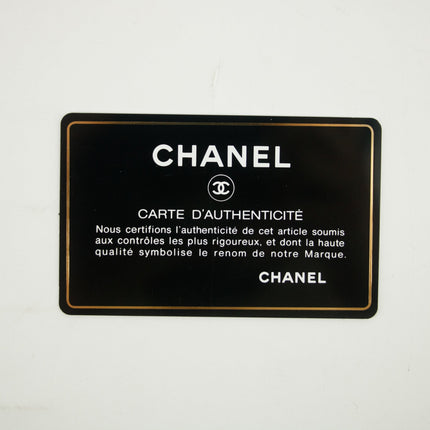 CHANEL
CARTE D'AUTHENTICITÉ
Nous certifions l'authenticité de cet article soumis
aux contrôles les plus rigoureux, et dont la haute
qualité symbolise le renom de notre Marque.
CHANEL